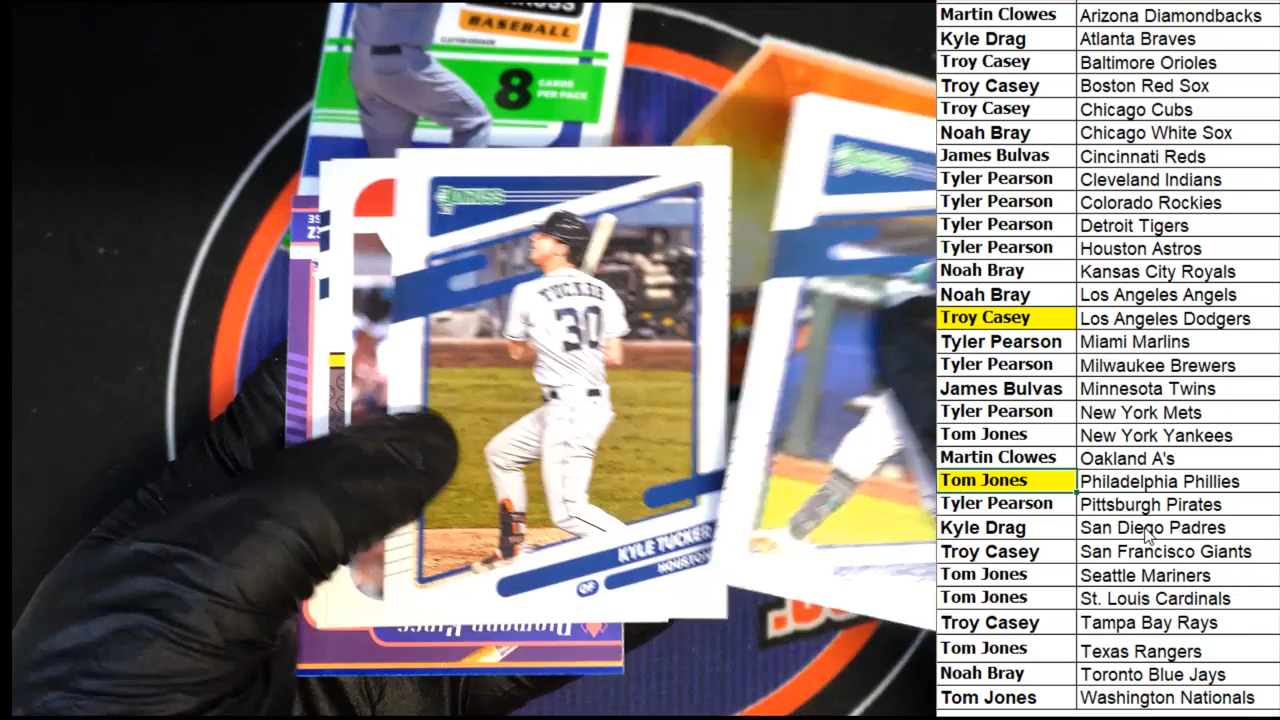 BASEBALL
8
CARDS
PER PACK
TUCKER
30
KYLE TUCKER
HOUSTON
OF
Diamond Kings
Martin Clowes Arizona Diamondbacks
Kyle Drag Atlanta Braves
Troy Casey Baltimore Orioles
Troy Casey Boston Red Sox
Troy Casey Chicago Cubs
Noah Bray Chicago White Sox
James Bulvas Cincinnati Reds
Tyler Pearson Cleveland Indians
Tyler Pearson Colorado Rockies
Tyler Pearson Detroit Tigers
Tyler Pearson Houston Astros
Noah Bray Kansas City Royals
Noah Bray Los Angeles Angels
Troy Casey Los Angeles Dodgers
Tyler Pearson Miami Marlins
Tyler Pearson Milwaukee Brewers
James Bulvas Minnesota Twins
Tyler Pearson New York Mets
Tom Jones New York Yankees
Martin Clowes Oakland A's
Tom Jones Philadelphia Phillies
Tyler Pearson Pittsburgh Pirates
Kyle Drag San Diego Padres
Troy Casey San Francisco Giants
Tom Jones Seattle Mariners
Tom Jones St. Louis Cardinals
Troy Casey Tampa Bay Rays
Tom Jones Texas Rangers
Noah Bray Toronto Blue Jays
Tom Jones Washington Nationals